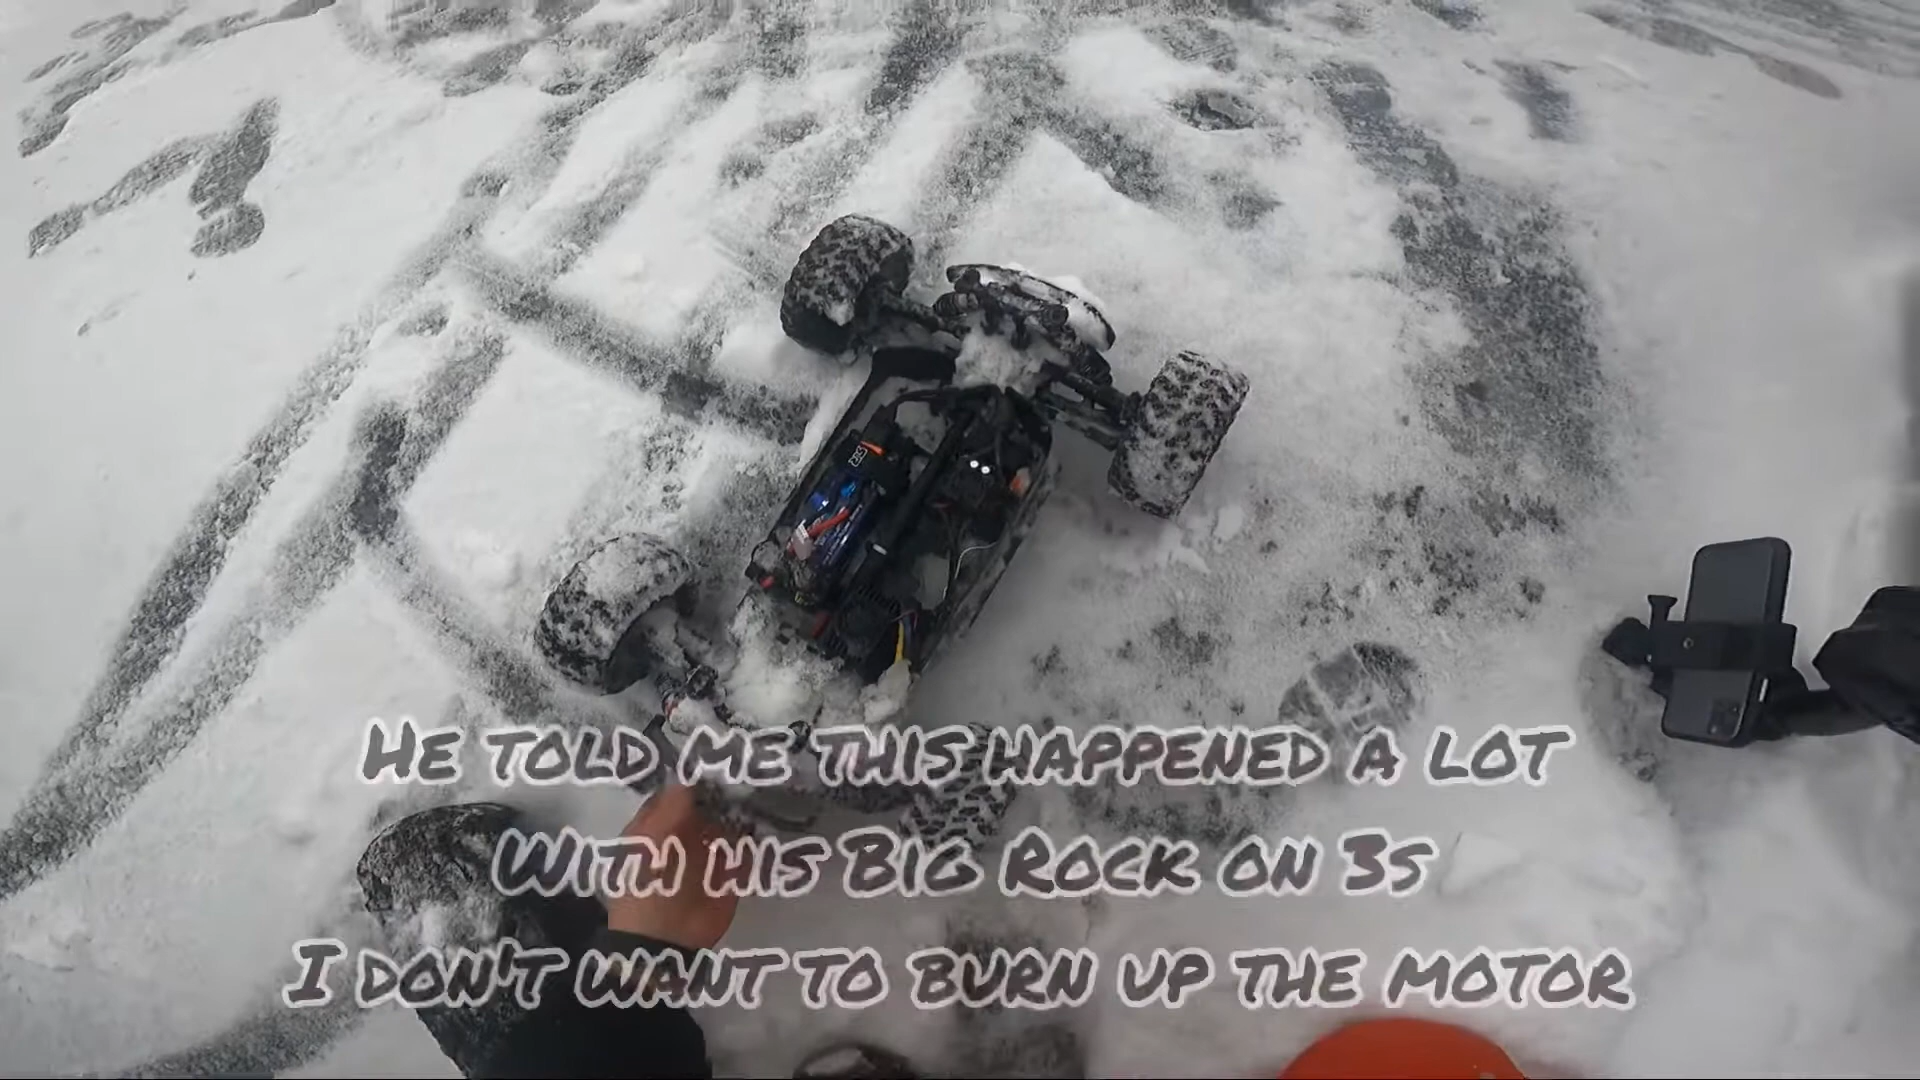 He told me this happened a lot
With his Big Rock on 3s
I don't want to burn up the motor